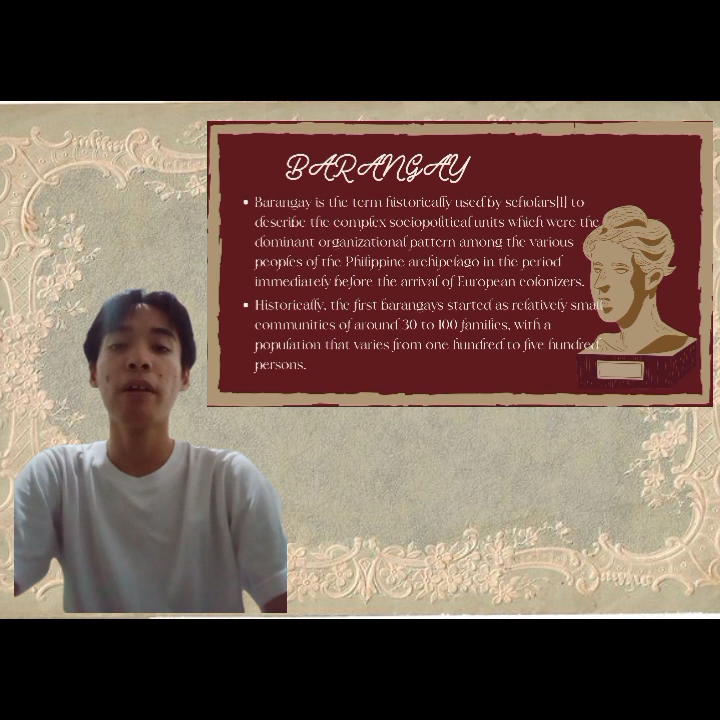 BARANGAY
Barangay is the term historically used by scholars[1] to
describe the complex sociopolitical units which were the
dominant organizational pattern among the various
peoples of the Philippine archipelago in the period
immediately before the arrival of European colonizers.
Historically, the first barangays started as relatively small
communities of around 30 to 100 families, with a
population that varies from one hundred to five hundred
persons.